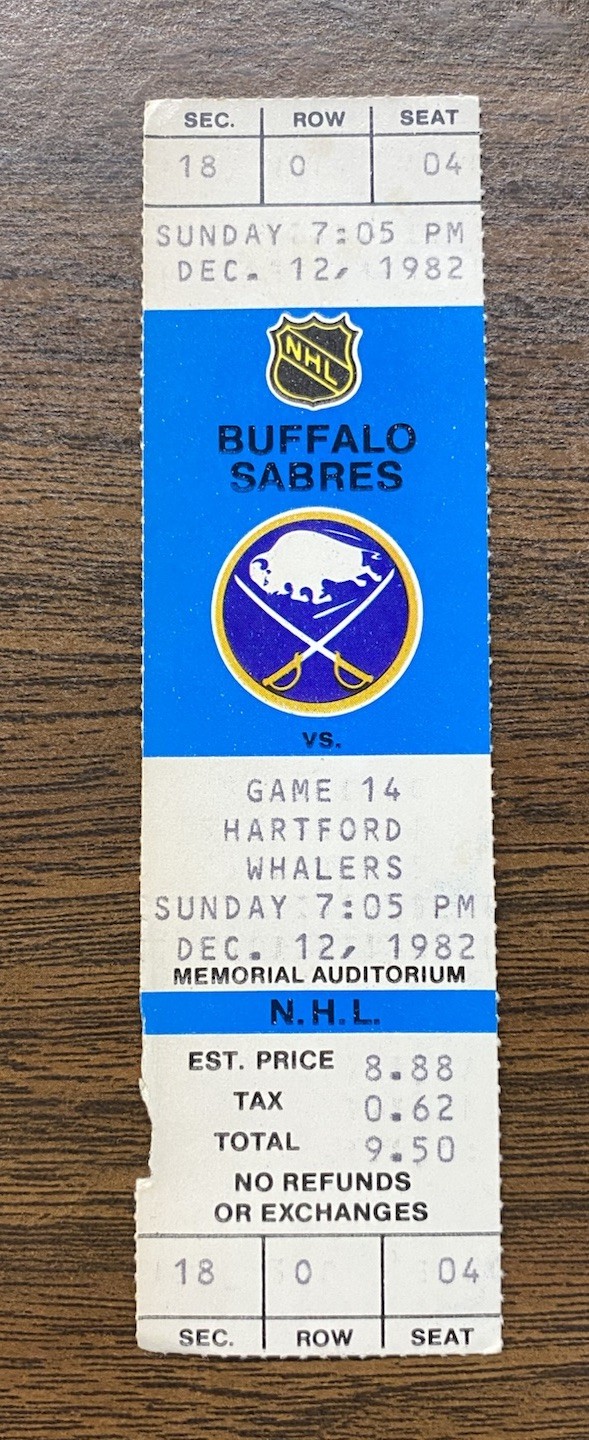 SEC. ROW SEAT
18 0 04
SUNDAY 7:05 PM
DEC. 12, 1982
NHL
BUFFALO
SABRES
VS.
GAME 14
HARTFORD
WHALERS
SUNDAY 7:05 PM
DEC. 12, 1982
MEMORIAL AUDITORIUM
N.H.L.
EST. PRICE 8.88
TAX 0.62
TOTAL 9.50
NO REFUNDS
OR EXCHANGES
18 0 04
SEC. ROW SEAT